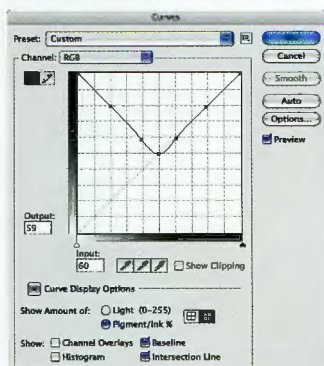 Curves
Preset: Custom
Channel: RGB
Cancel
Smooth
Auto
Options...
Preview
Output:
59
Input:
60
Show Clipping
Curve Display Options
Show Amount of: Light (0–255)
Pigment/Ink %
Show: Channel Overlays Baseline
Histogram Intersection Line